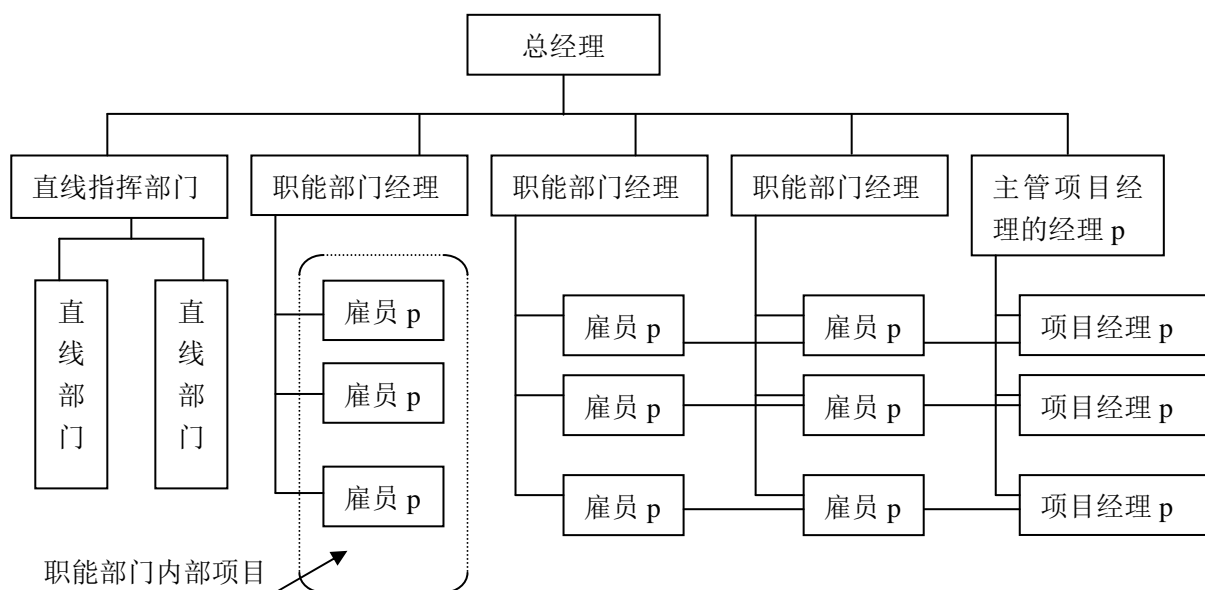 总经理
直线指挥部门
职能部门经理
职能部门经理
职能部门经理
主管项目经
理的经理 p
直
线
部
门
直
线
部
门
雇员 p
雇员 p
雇员 p
雇员 p
雇员 p
雇员 p
雇员 p
雇员 p
雇员 p
项目经理 p
项目经理 p
项目经理 p
职能部门内部项目